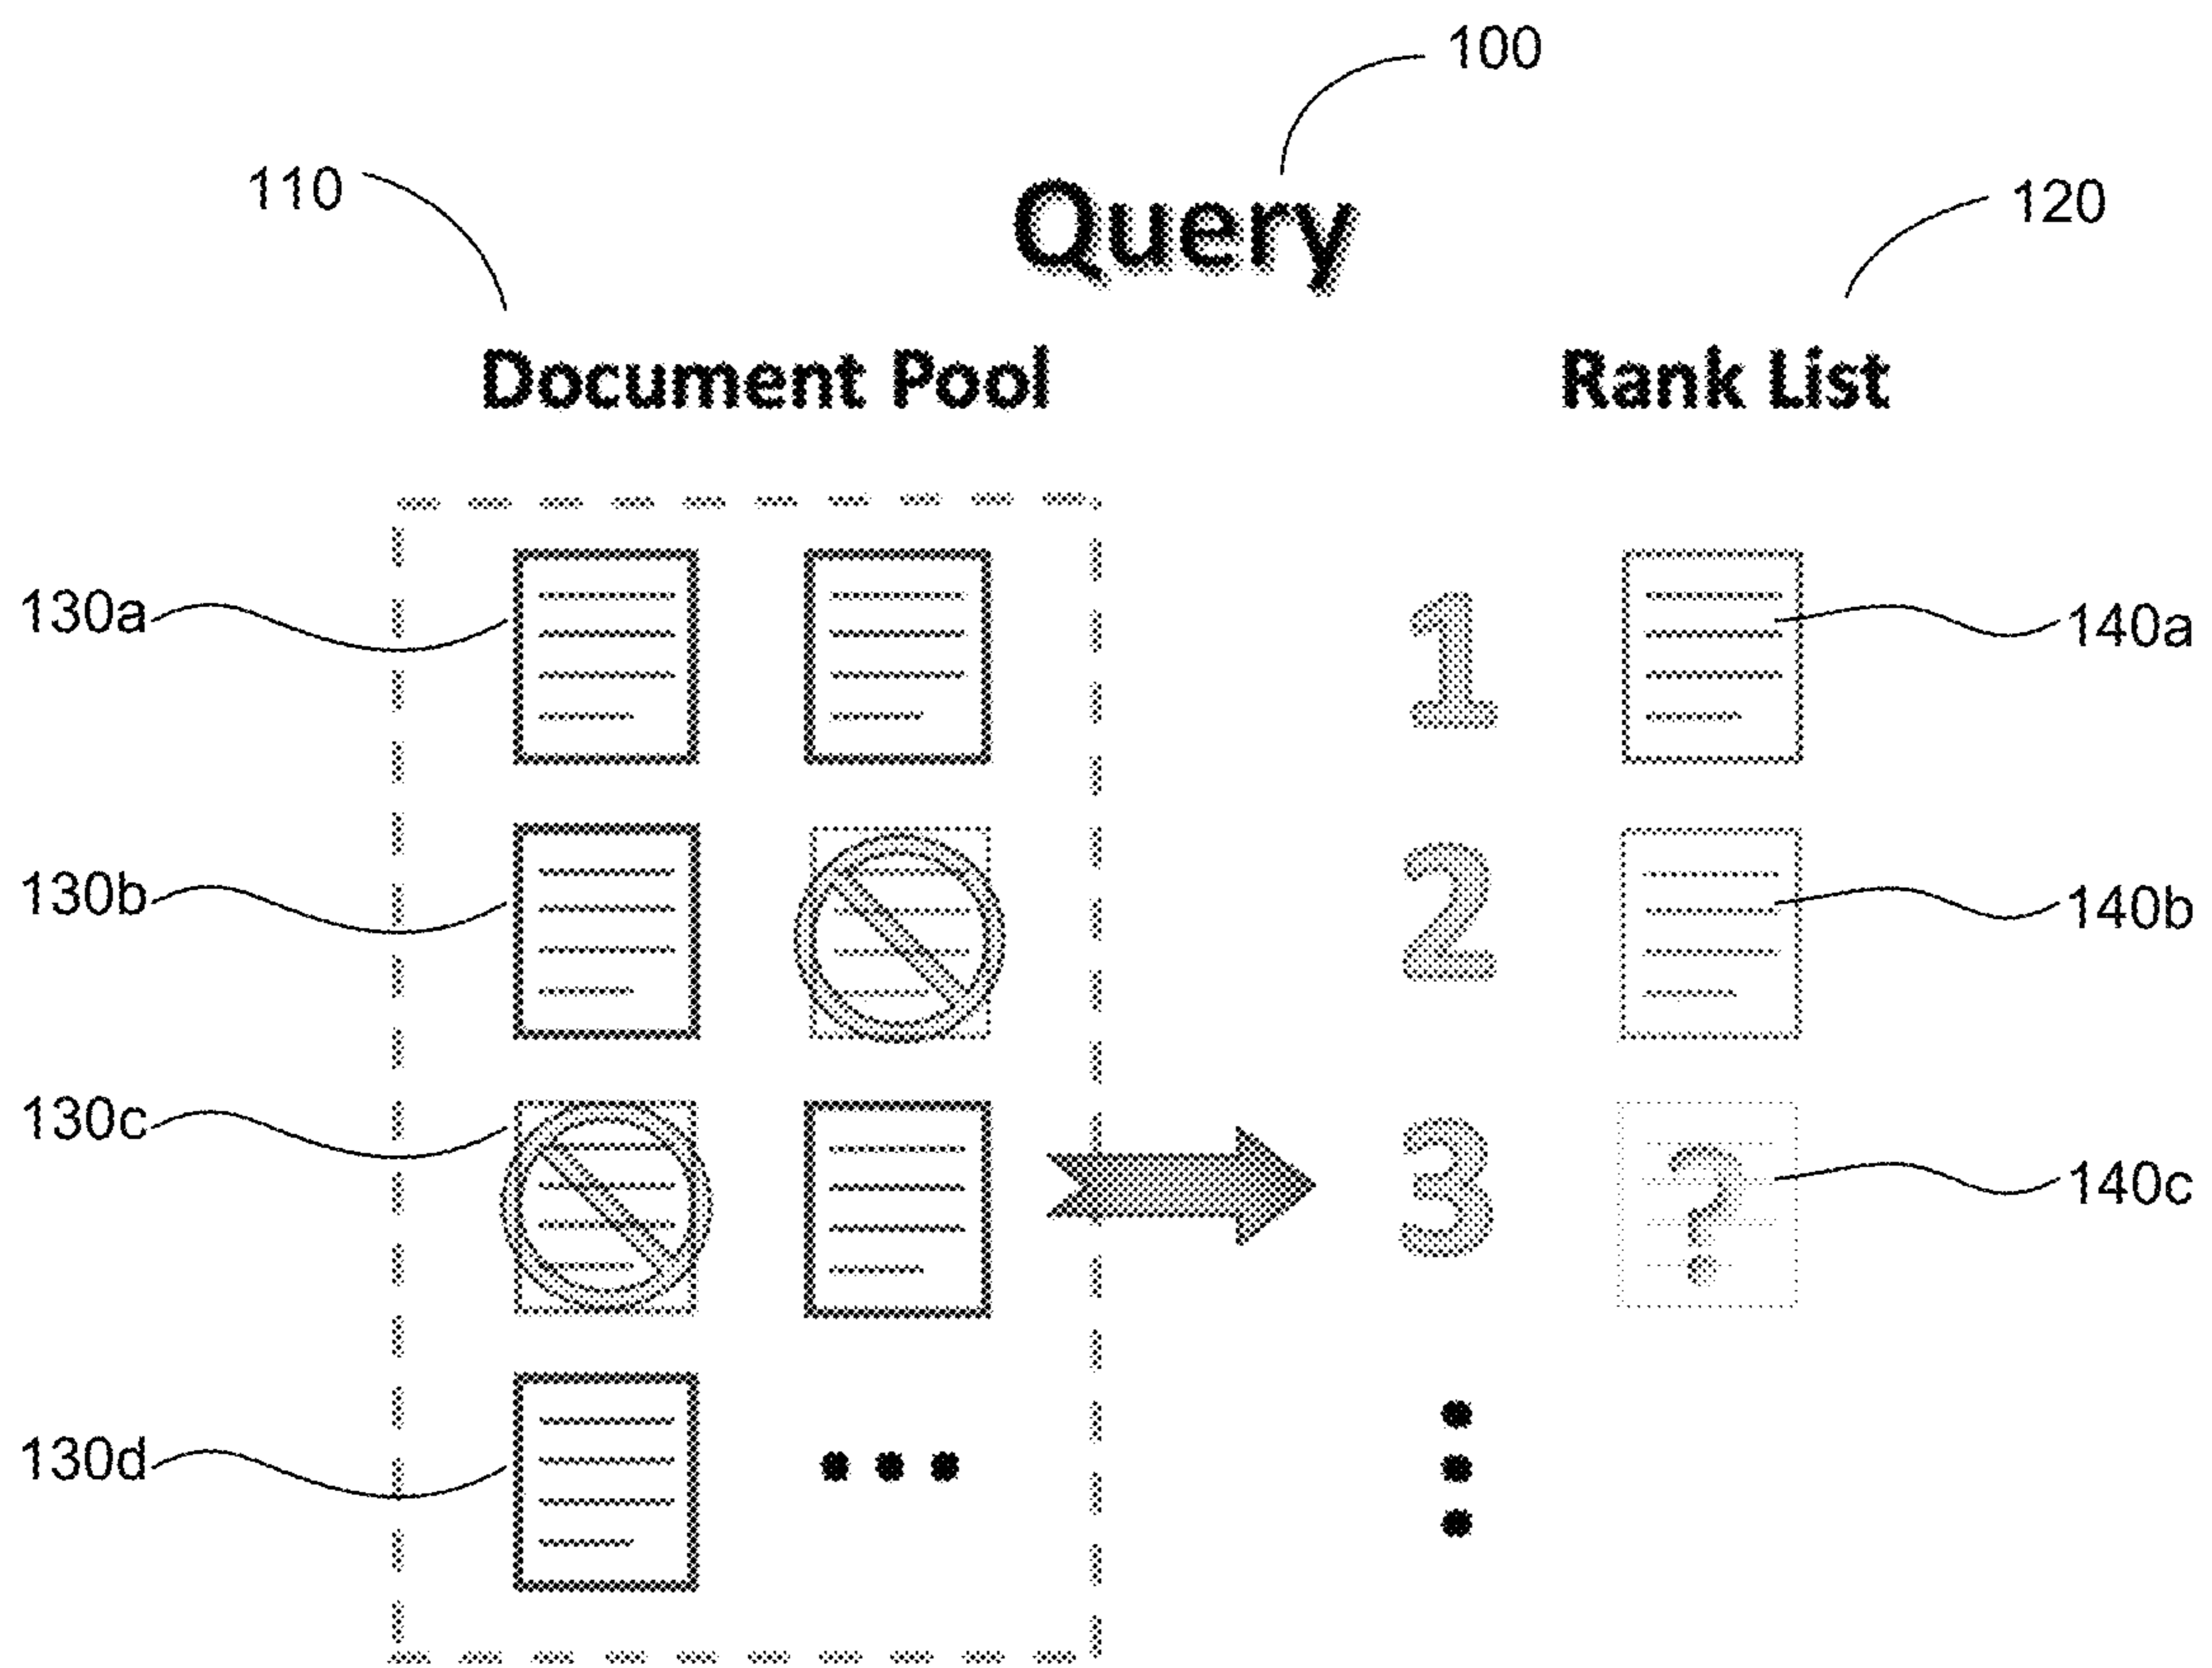 100
110
Query
120
Document Pool
Rank List
130a
1
140a
130b
2
140b
130c
3
?
140c
130d